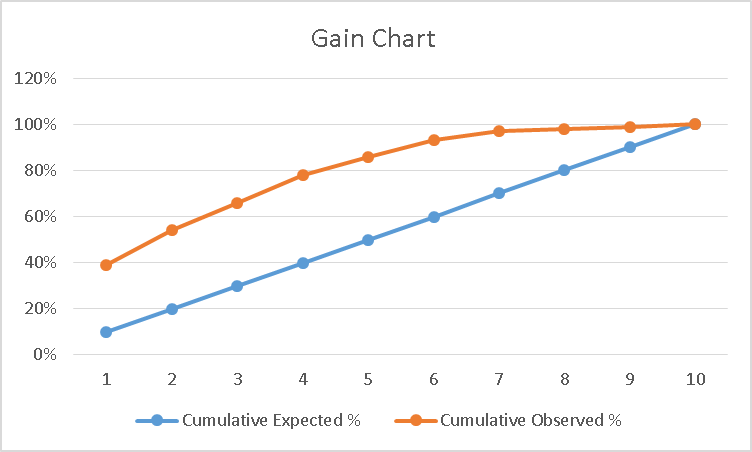 Gain Chart
120%
100%
80%
60%
40%
20%
0%
1 2 3 4 5 6 7 8 9 10
Cumulative Expected % Cumulative Observed %